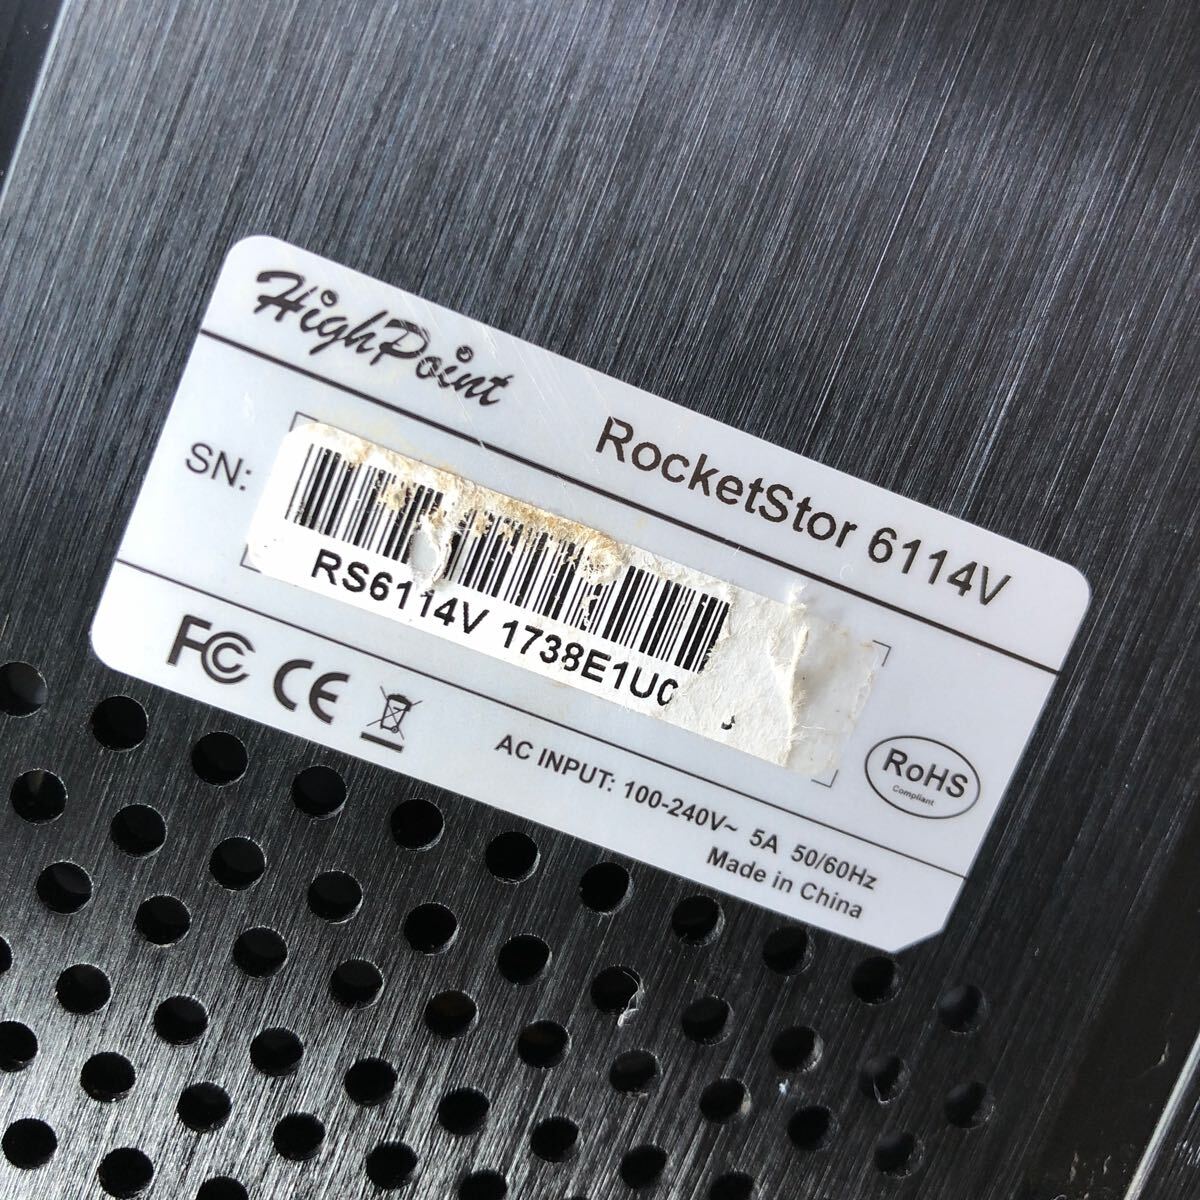 HighPoint
RocketStor 6114V
SN:
RS6114V 1738E1U0
FC CE
RoHS
Compliant
AC INPUT: 100-240V~ 5A 50/60Hz
Made in China